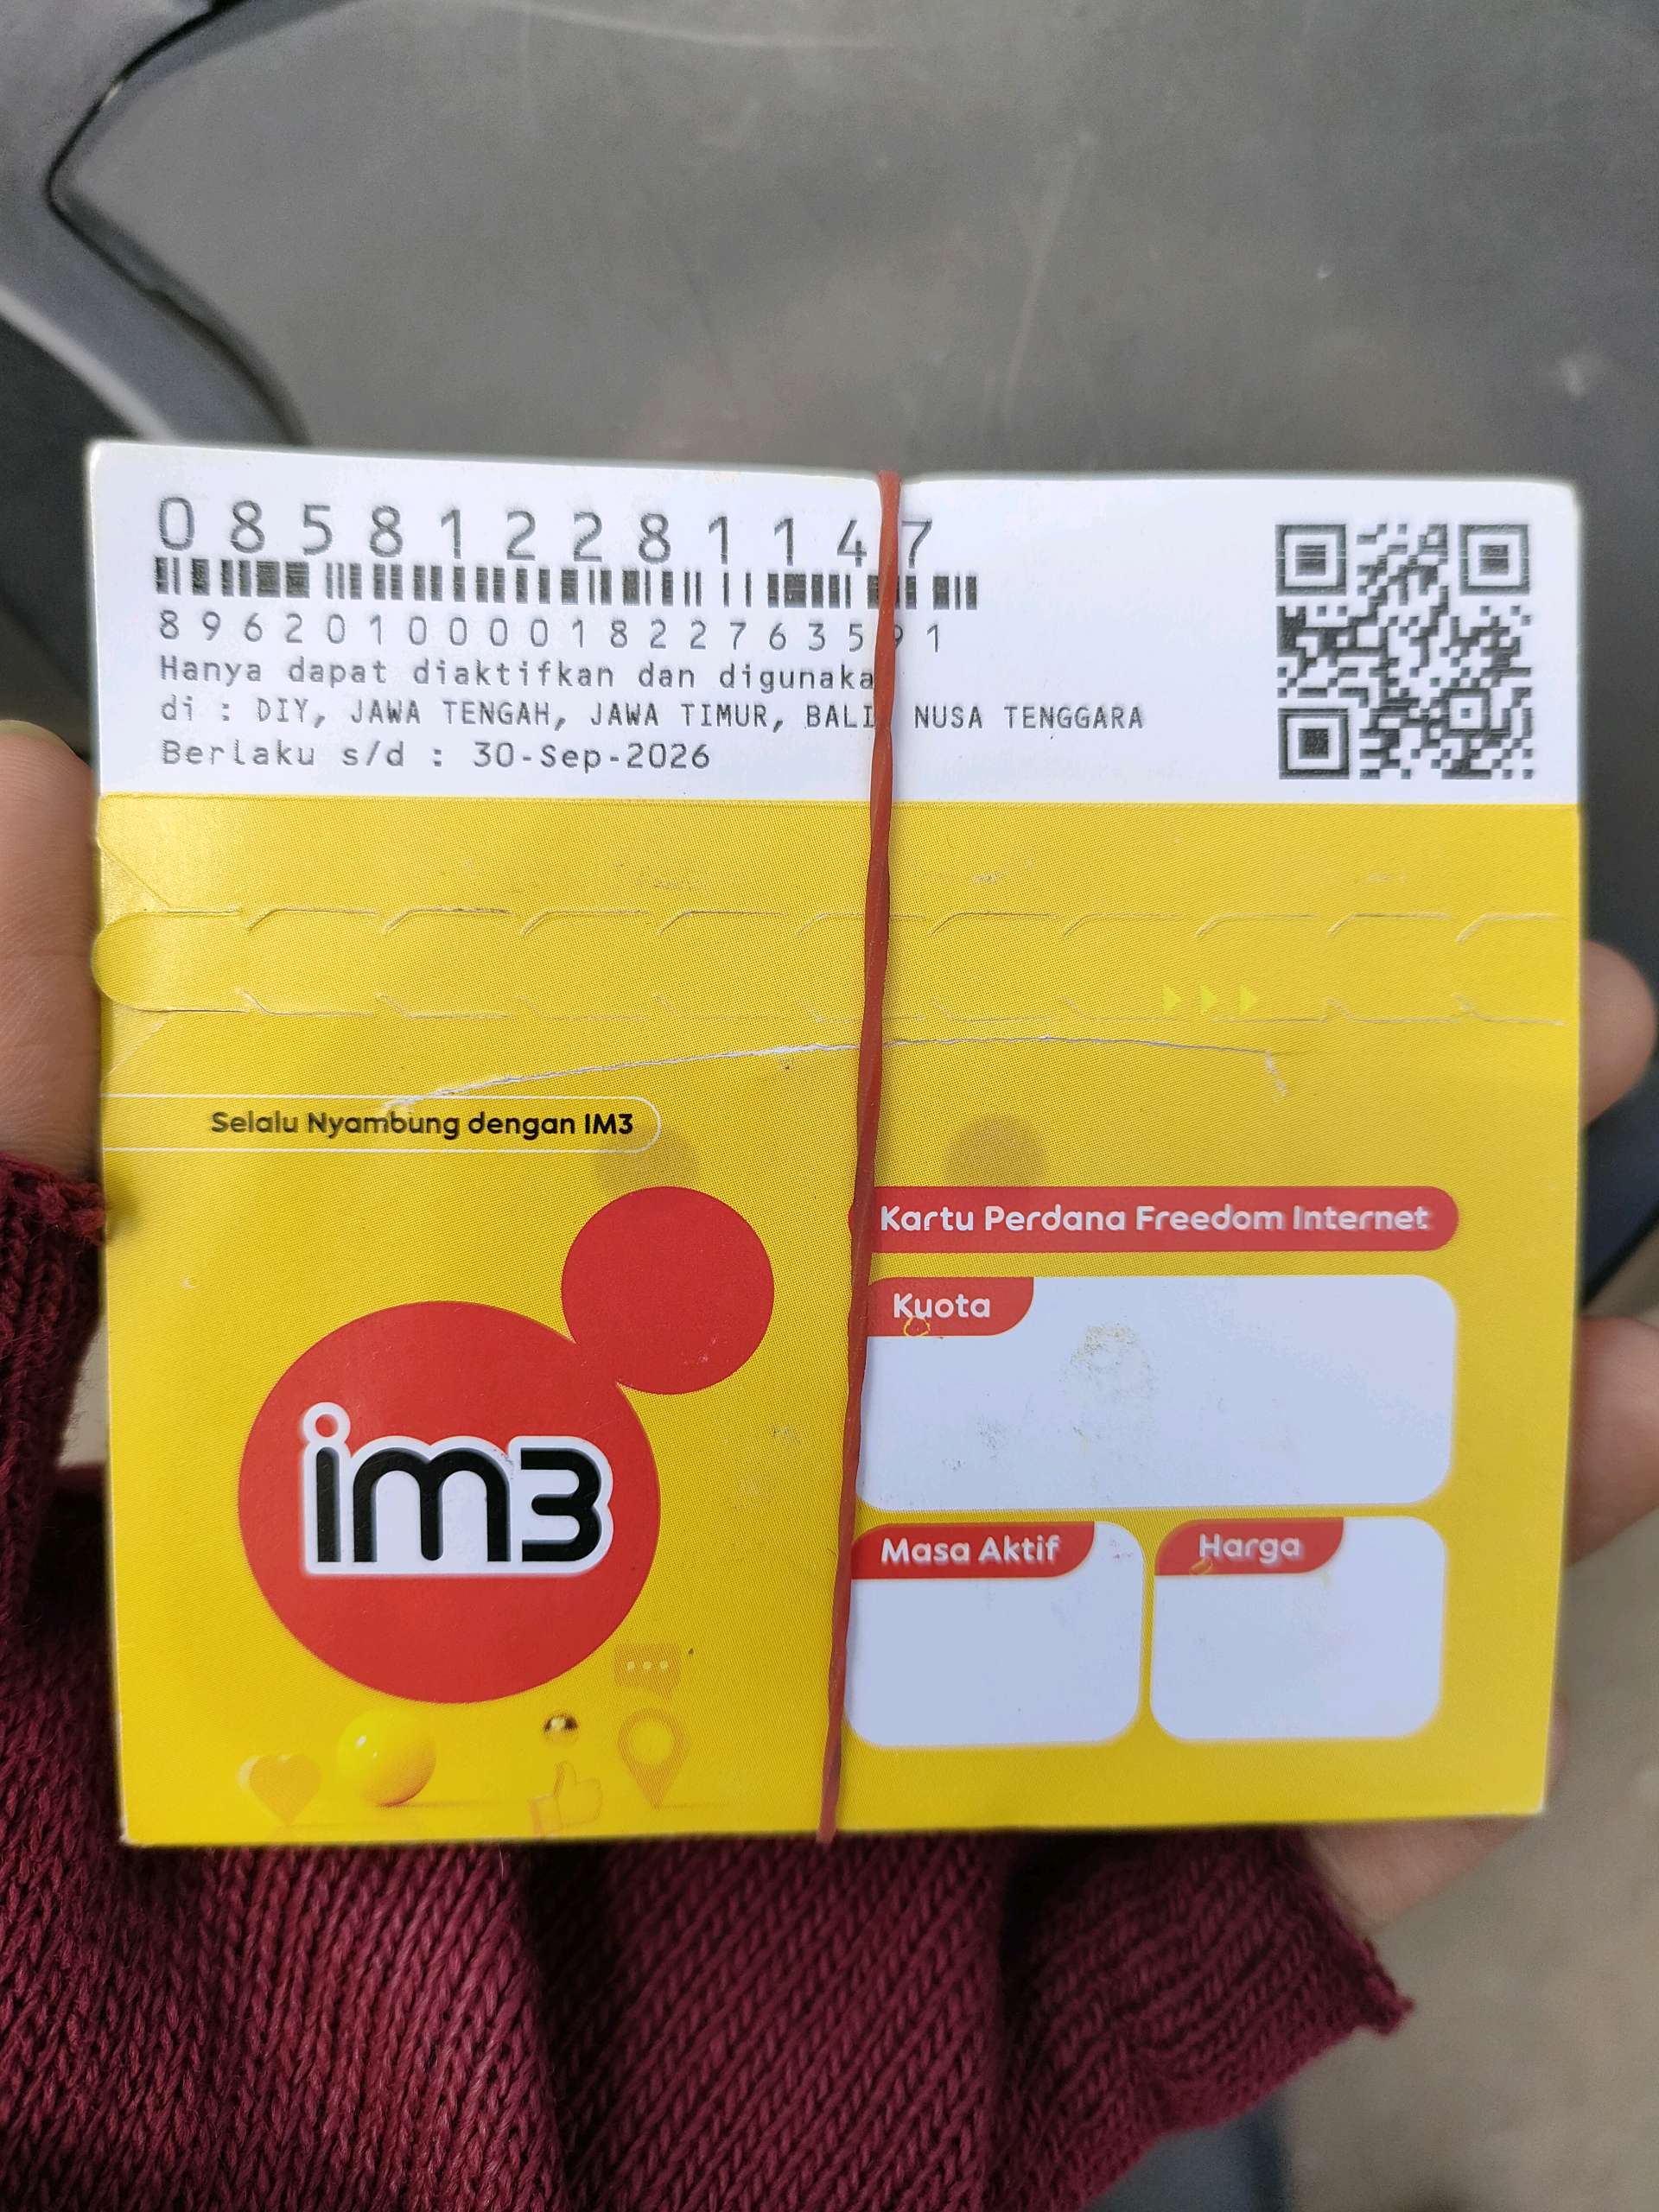 085812281147
8962010000182276359 1
Hanya dapat diaktifkan dan digunaka
di : DIY, JAWA TENGAH, JAWA TIMUR, BALI NUSA TENGGARA
Berlaku s/d : 30-Sep-2026
Selalu Nyambung dengan IM3
Kartu Perdana Freedom Internet
Kuota
im3
Masa Aktif
Harga